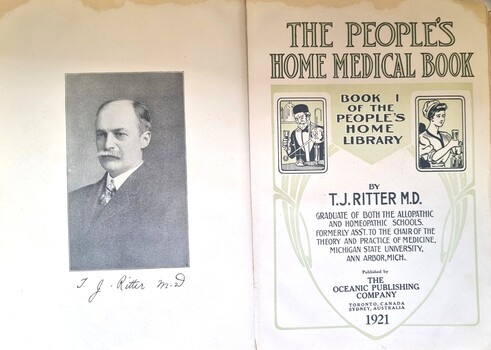 T. J. Ritter M-D
THE PEOPLE'S
HOME MEDICAL BOOK
BOOK I
OF THE
PEOPLE'S
HOME
LIBRARY
BY
T.J. RITTER M.D.
GRADUATE OF BOTH THE ALLOPATHIC
AND HOMEOPATHIC SCHOOLS.
FORMERLY ASS'T. TO THE CHAIR OF THE
THEORY AND PRACTICE OF MEDICINE,
MICHIGAN STATE UNIVERSITY,
ANN ARBOR, MICH.
Published by
THE
OCEANIC PUBLISHING
COMPANY
TORONTO, CANADA
SYDNEY, AUSTRALIA
1921